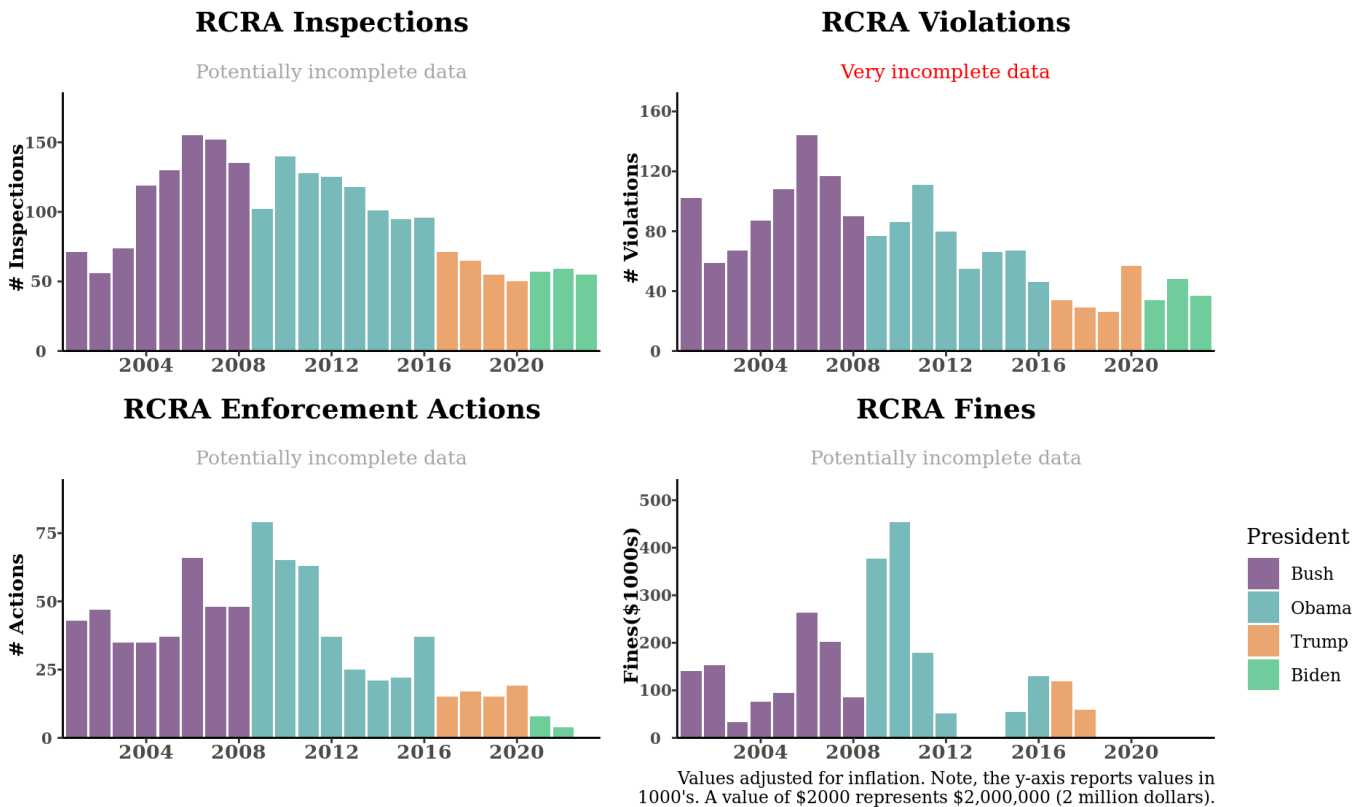 RCRA Inspections
Potentially incomplete data
# Inspections
150
100
50
0
2004 2008 2012 2016 2020
RCRA Violations
Very incomplete data
# Violations
160
120
80
40
0
2004 2008 2012 2016 2020
RCRA Enforcement Actions
Potentially incomplete data
# Actions
75
50
25
0
2004 2008 2012 2016 2020
RCRA Fines
Potentially incomplete data
Fines($1000s)
500
400
300
200
100
0
2004 2008 2012 2016 2020
President
Bush
Obama
Trump
Biden
Values adjusted for inflation. Note, the y-axis reports values in
1000's. A value of $2000 represents $2,000,000 (2 million dollars).